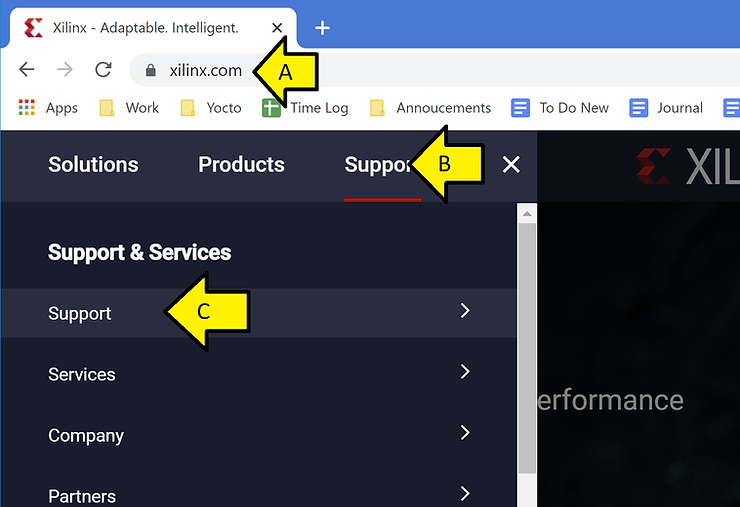 Xilinx - Adaptable. Intelligent.
xilinx.com
A
Apps Work Yocto Time Log Annoucements To Do New Journal
Solutions Products Suppor B XIL
Support & Services
Support C
Services
erformance
Company
Partners